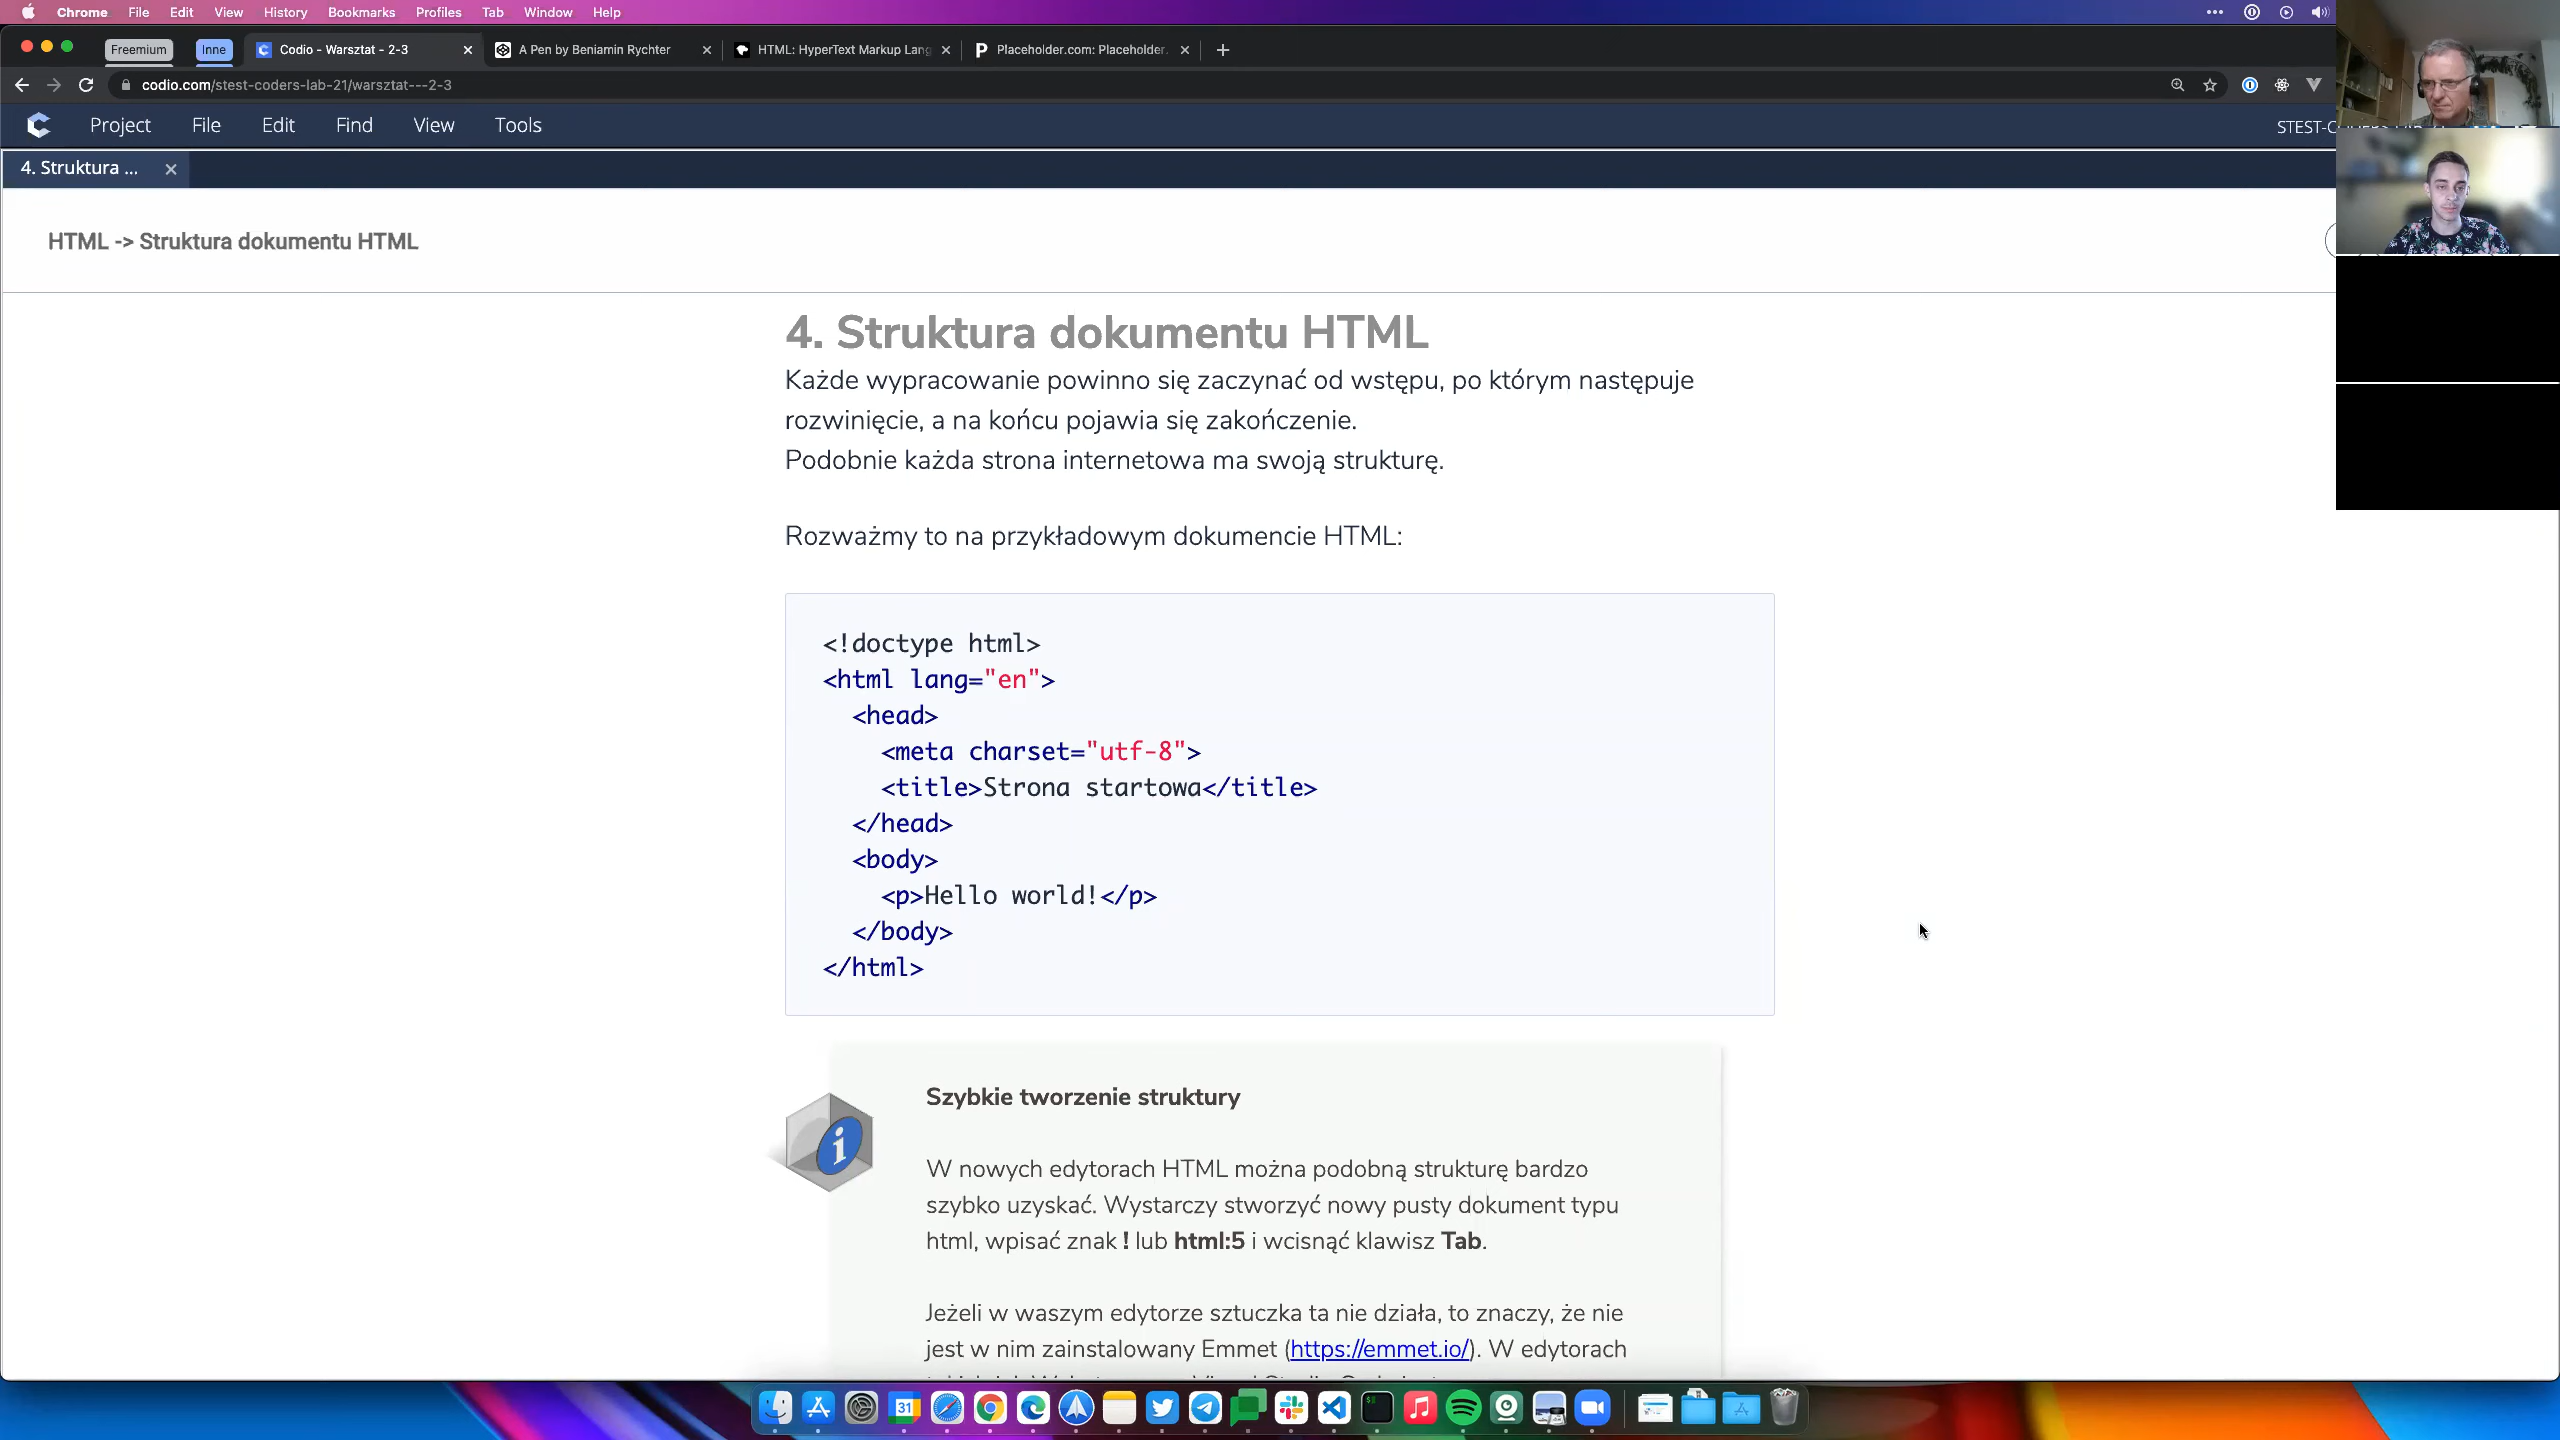 Chrome File Edit View History Bookmarks Profiles Tab Window Help
Freemium Inne Codio - Warsztat - 2-3 A Pen by Beniamin Rychter HTML: HyperText Markup Lang Placeholder.com: Placeholder.
codio.com/stest-coders-lab-21/warsztat---2-3
Project File Edit Find View Tools
4. Struktura ...
HTML -> Struktura dokumentu HTML
4. Struktura dokumentu HTML
Każde wypracowanie powinno się zaczynać od wstępu, po którym następuje
rozwinięcie, a na końcu pojawia się zakończenie.
Podobnie każda strona internetowa ma swoją strukturę.
Rozważmy to na przykładowym dokumencie HTML:
<!doctype html>
<html lang="en">
<head>
<meta charset="utf-8">
<title>Strona startowa</title>
</head>
<body>
<p>Hello world!</p>
</body>
</html>
Szybkie tworzenie struktury
W nowych edytorach HTML można podobną strukturę bardzo
szybko uzyskać. Wystarczy stworzyć nowy pusty dokument typu
html, wpisać znak ! lub html:5 i wcisnąć klawisz Tab.
Jeżeli w waszym edytorze sztuczka ta nie działa, to znaczy, że nie
jest w nim zainstalowany Emmet (https://emmet.io/). W edytorach
31